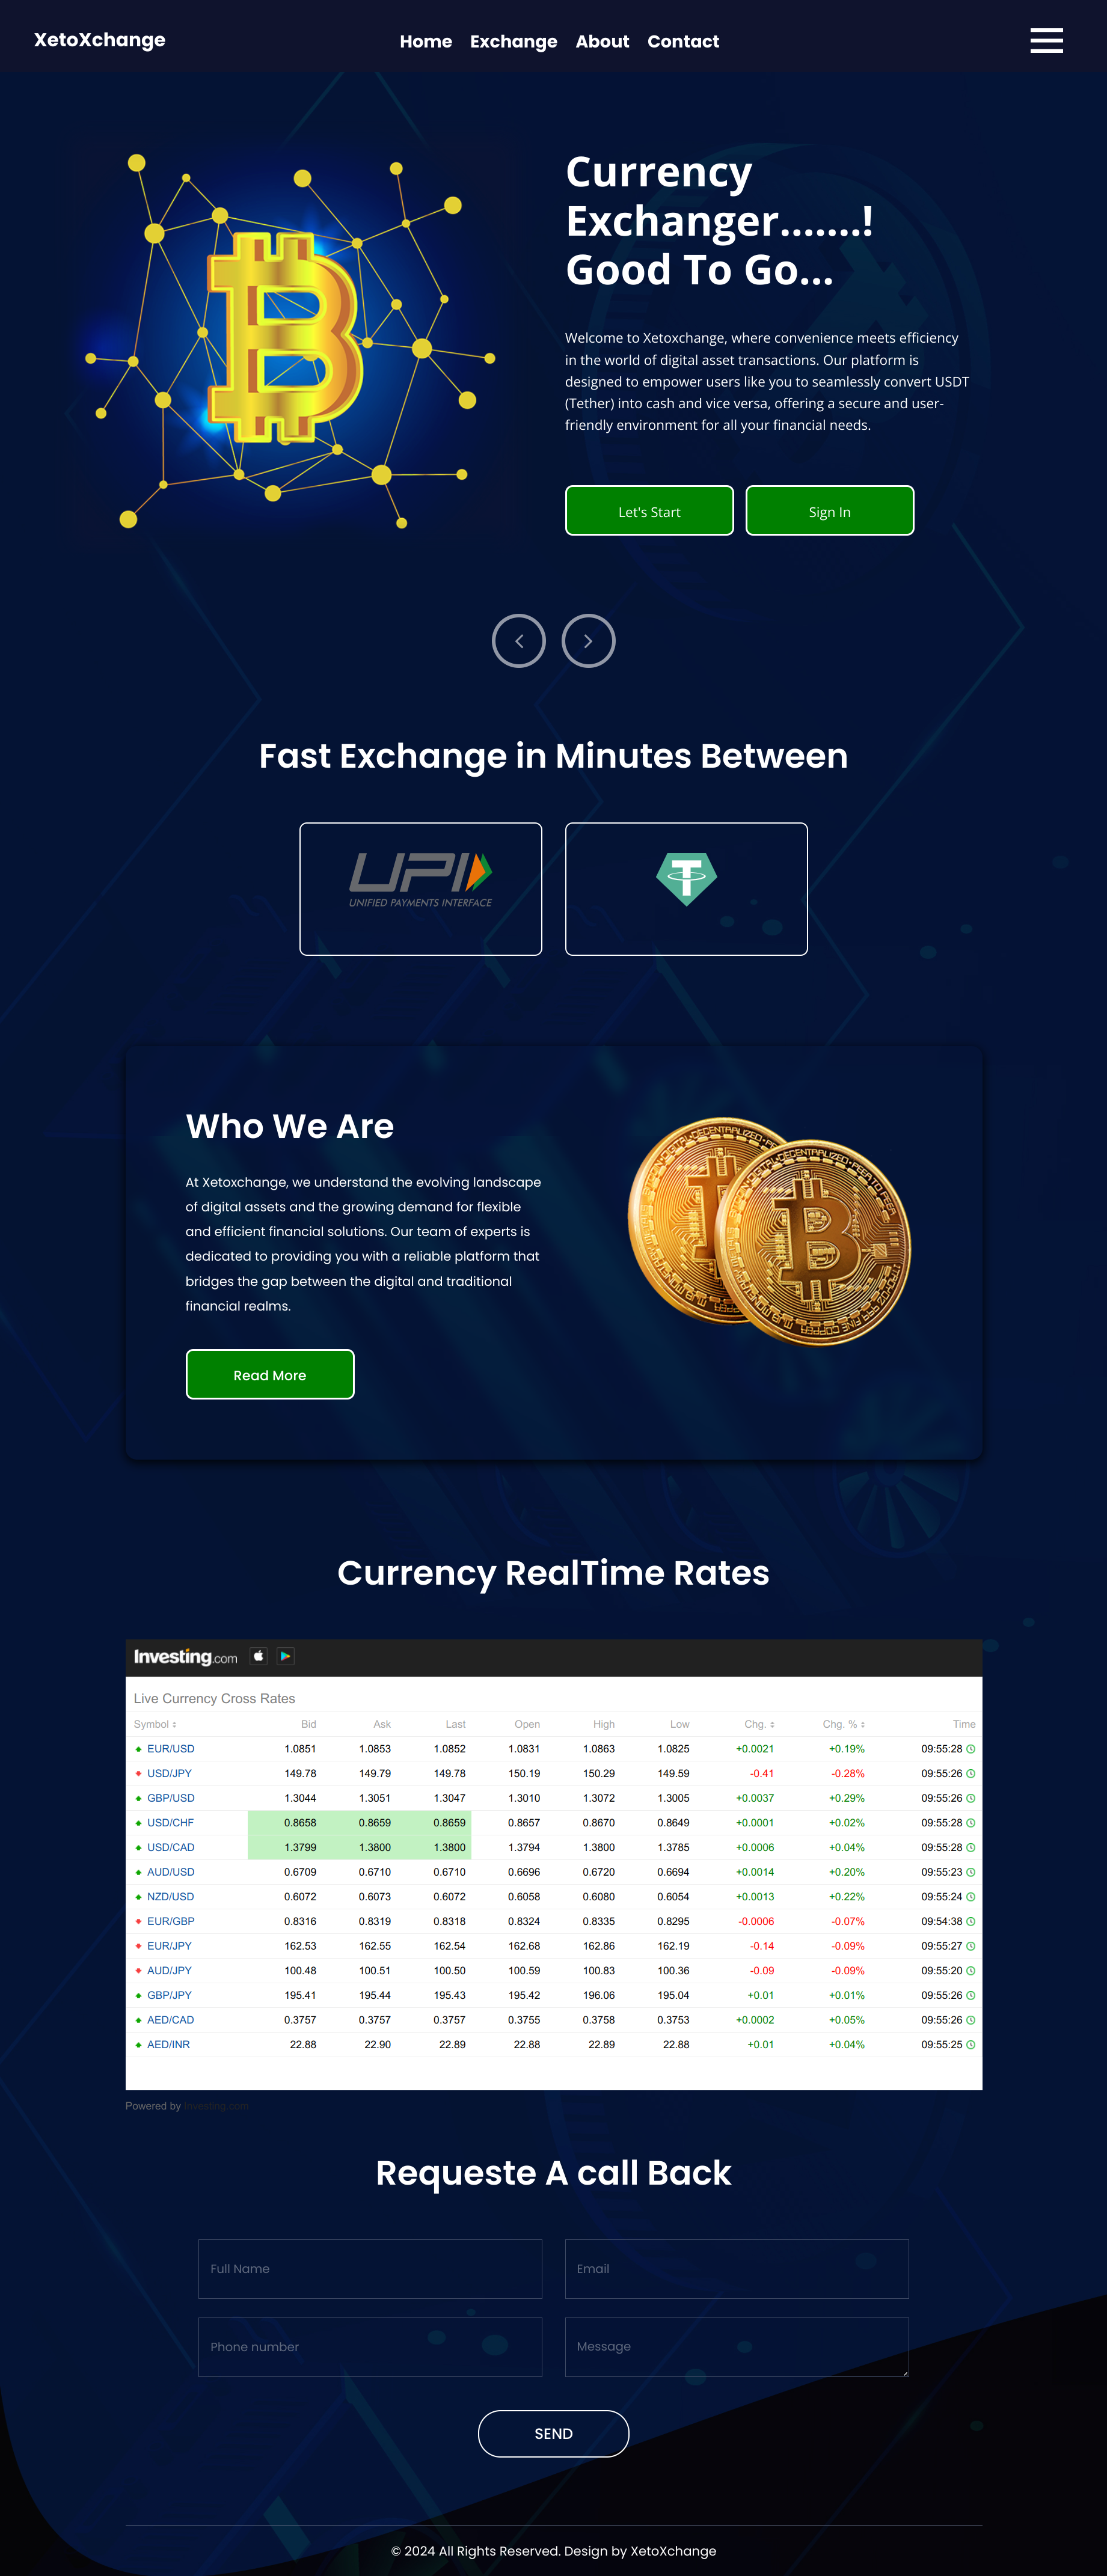 XetoXchange
Home Exchange About Contact
Currency
Exchanger.......!
Good To Go...
Welcome to Xetoxchange, where convenience meets efficiency
in the world of digital asset transactions. Our platform is
designed to empower users like you to seamlessly convert USDT
(Tether) into cash and vice versa, offering a secure and user-
friendly environment for all your financial needs.
Let's Start Sign In
Fast Exchange in Minutes Between
UPI
UNIFIED PAYMENTS INTERFACE
Who We Are
At Xetoxchange, we understand the evolving landscape
of digital assets and the growing demand for flexible
and efficient financial solutions. Our team of experts is
dedicated to providing you with a reliable platform that
bridges the gap between the digital and traditional
financial realms.
Read More
Currency RealTime Rates
Investing.com
Live Currency Cross Rates
Symbol Bid Ask Last Open High Low Chg. Chg. % Time
EUR/USD 1.0851 1.0853 1.0852 1.0831 1.0863 1.0825 +0.0021 +0.19% 09:55:28
USD/JPY 149.78 149.79 149.78 150.19 150.29 149.59 -0.41 -0.28% 09:55:26
GBP/USD 1.3044 1.3051 1.3047 1.3010 1.3072 1.3005 +0.0037 +0.29% 09:55:26
USD/CHF 0.8658 0.8659 0.8659 0.8657 0.8670 0.8649 +0.0001 +0.02% 09:55:28
USD/CAD 1.3799 1.3800 1.3800 1.3794 1.3800 1.3785 +0.0006 +0.04% 09:55:28
AUD/USD 0.6709 0.6710 0.6710 0.6696 0.6720 0.6694 +0.0014 +0.20% 09:55:23
NZD/USD 0.6072 0.6073 0.6072 0.6058 0.6080 0.6054 +0.0013 +0.22% 09:55:24
EUR/GBP 0.8316 0.8319 0.8318 0.8324 0.8335 0.8295 -0.0006 -0.07% 09:54:38
EUR/JPY 162.53 162.55 162.54 162.68 162.86 162.19 -0.14 -0.09% 09:55:27
AUD/JPY 100.48 100.51 100.50 100.59 100.83 100.36 -0.09 -0.09% 09:55:20
GBP/JPY 195.41 195.44 195.43 195.42 196.06 195.04 +0.01 +0.01% 09:55:26
AED/CAD 0.3757 0.3757 0.3757 0.3755 0.3758 0.3753 +0.0002 +0.05% 09:55:26
AED/INR 22.88 22.90 22.89 22.88 22.89 22.88 +0.01 +0.04% 09:55:25
Powered by Investing.com
Requeste A call Back
Full Name Email
Phone number Message
SEND
© 2024 All Rights Reserved. Design by XetoXchange